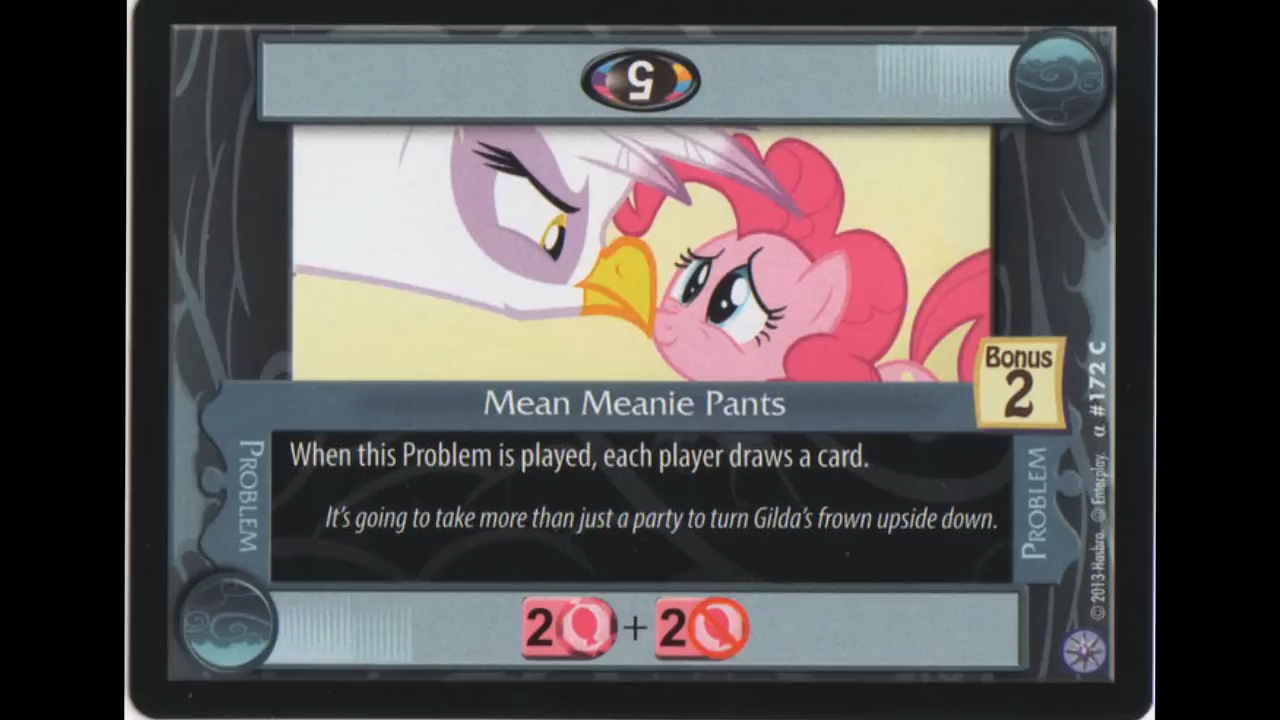 5
Bonus
2
Mean Meanie Pants
PROBLEM
When this Problem is played, each player draws a card.
It's going to take more than just a party to turn Gilda's frown upside down.
PROBLEM
2 + 2
© 2013 Hasbro. © Enterplay. α #172 C